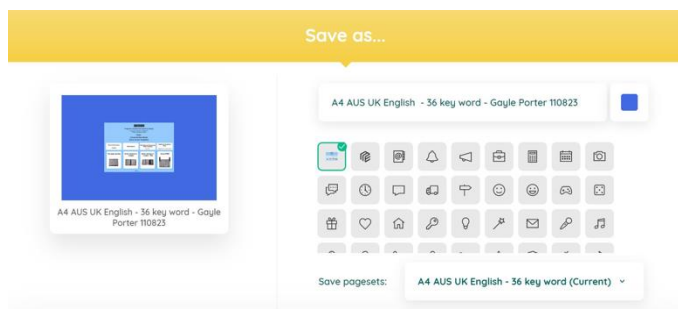 Save as...
A4 AUS UK English - 36 key word - Gayle Porter 110823
A4 AUS UK English - 36 key word - Gayle
Porter 110823
Save pagesets:
A4 AUS UK English - 36 key word (Current)